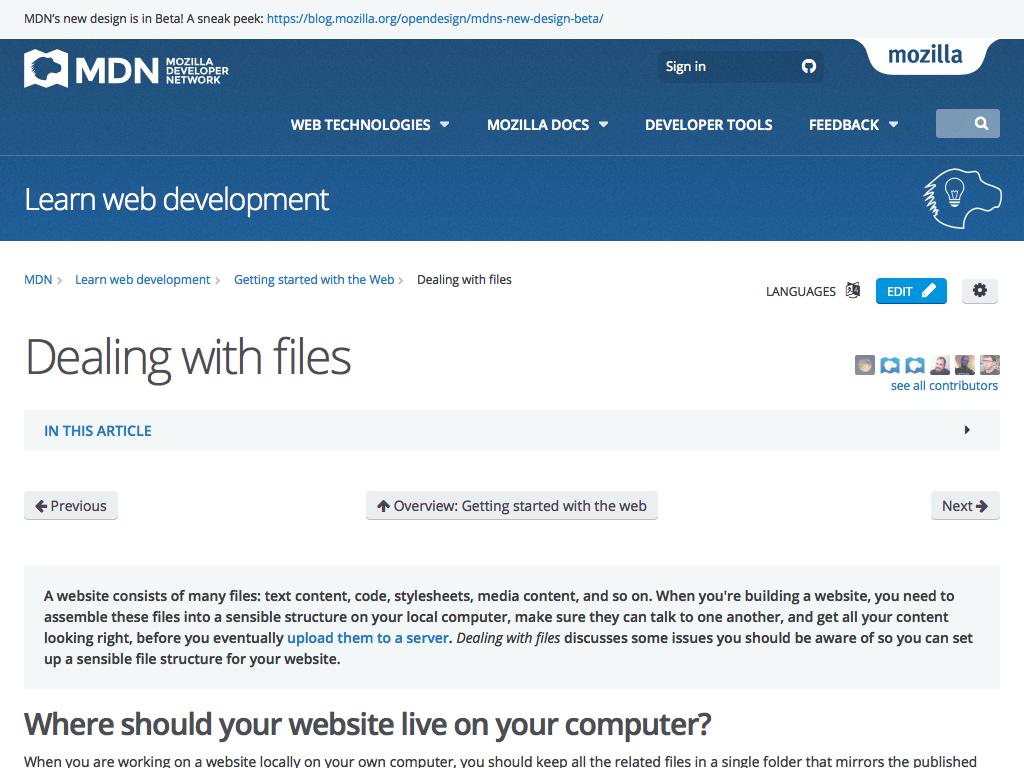 MDN's new design is in Beta! A sneak peek: https://blog.mozilla.org/opendesign/mdns-new-design-beta/
MDN MOZILLA DEVELOPER NETWORK
Sign in
mozilla
WEB TECHNOLOGIES MOZILLA DOCS DEVELOPER TOOLS FEEDBACK
Learn web development
MDN Learn web development Getting started with the Web Dealing with files
LANGUAGES EDIT
Dealing with files
see all contributors
IN THIS ARTICLE
Previous Overview: Getting started with the web Next
A website consists of many files: text content, code, stylesheets, media content, and so on. When you're building a website, you need to
assemble these files into a sensible structure on your local computer, make sure they can talk to one another, and get all your content
looking right, before you eventually upload them to a server. Dealing with files discusses some issues you should be aware of so you can set
up a sensible file structure for your website.
Where should your website live on your computer?
When you are working on a website locally on your own computer, you should keep all the related files in a single folder that mirrors the published